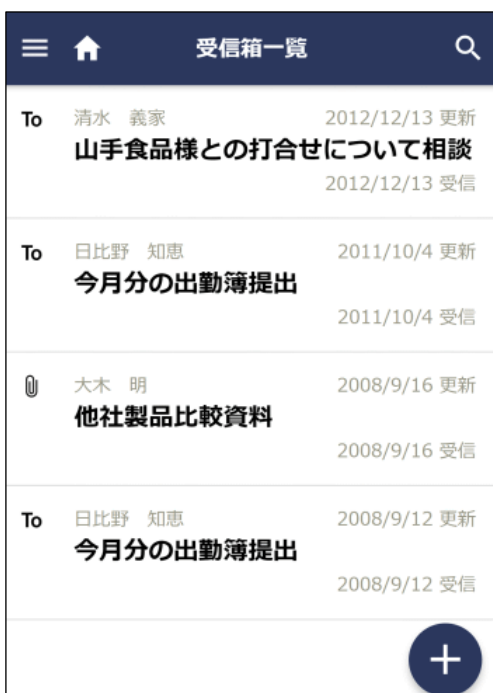 受信箱一覧
To 清水　義家 2012/12/13 更新
山手食品様との打合せについて相談
2012/12/13 受信
To 日比野　知恵 2011/10/4 更新
今月分の出勤簿提出
2011/10/4 受信
大木　明 2008/9/16 更新
他社製品比較資料
2008/9/16 受信
To 日比野　知恵 2008/9/12 更新
今月分の出勤簿提出
2008/9/12 受信